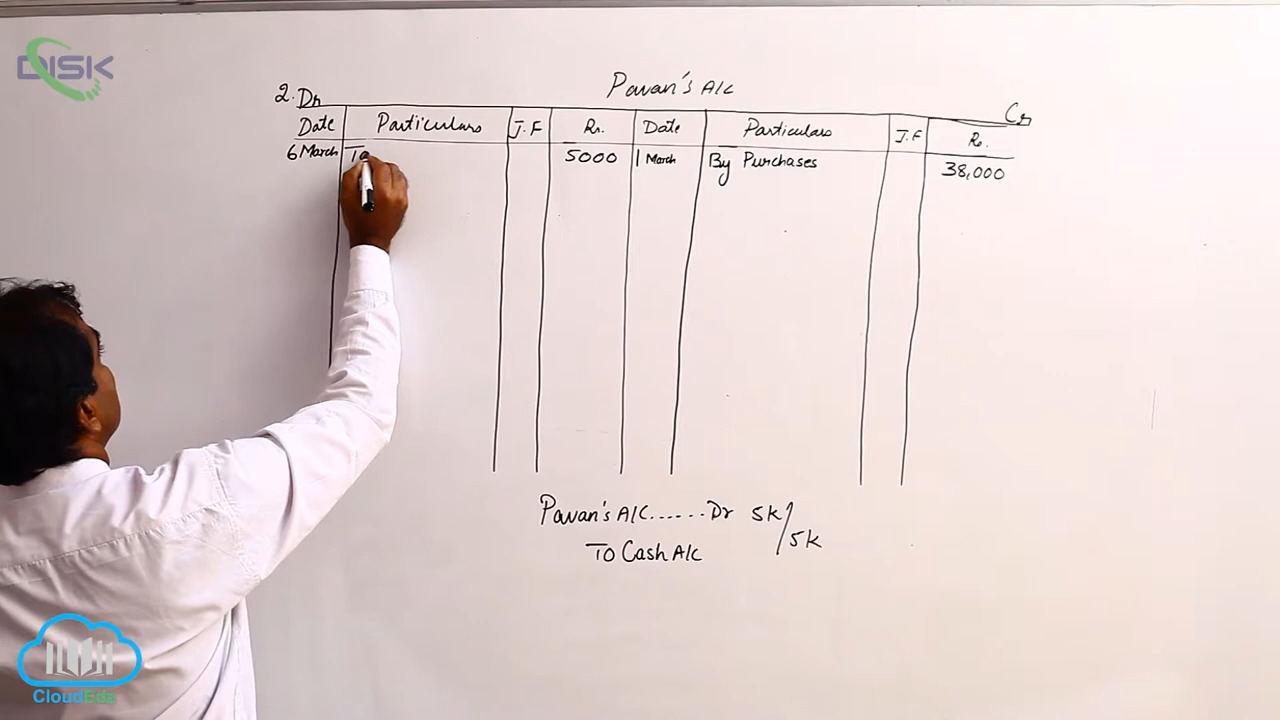 DISK
Pavan's A/C
2. Dr Cr
Date Particulars J.F Rs. Date Particulars J.F Rs.
6 March To 5000 1 March By Purchases 38,000
Pavan's A/C......Dr 5K
To Cash A/C 5K
CloudEdz